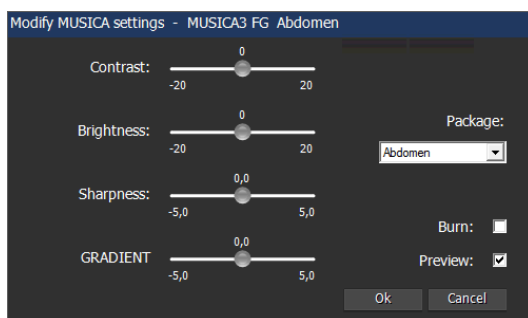 Modify MUSICA settings - MUSICA3 FG Abdomen
Contrast:
0
-20 20
Brightness:
0
-20 20
Sharpness:
0,0
-5,0 5,0
GRADIENT
0,0
-5,0 5,0
Package:
Abdomen
Burn:
Preview:
Ok Cancel